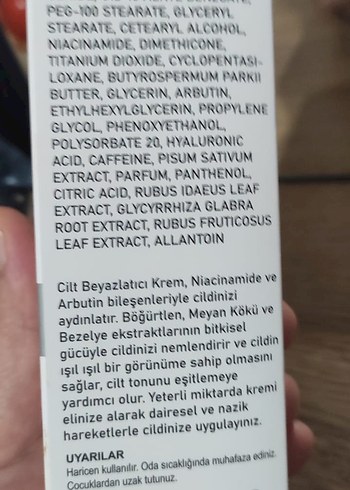 PEG-100 STEARATE, GLYCERYL
STEARATE, CETEARYL ALCOHOL,
NIACINAMIDE, DIMETHICONE,
TITANIUM DIOXIDE, CYCLOPENTASI-
LOXANE, BUTYROSPERMUM PARKII
BUTTER, GLYCERIN, ARBUTIN,
ETHYLHEXYLGLYCERIN, PROPYLENE
GLYCOL, PHENOXYETHANOL,
POLYSORBATE 20, HYALURONIC
ACID, CAFFEINE, PISUM SATIVUM
EXTRACT, PARFUM, PANTHENOL,
CITRIC ACID, RUBUS IDAEUS LEAF
EXTRACT, GLYCYRRHIZA GLABRA
ROOT EXTRACT, RUBUS FRUTICOSUS
LEAF EXTRACT, ALLANTOIN
Cilt Beyazlatıcı Krem, Niacinamide ve
Arbutin bileşenleriyle cildinizi
aydınlatır. Böğürtlen, Meyan Kökü ve
Bezelye ekstraktlarının bitkisel
gücüyle cildinizi nemlendirir ve cildin
ışıl ışıl bir görünüme sahip olmasını
sağlar, cilt tonunu eşitlemeye
yardımcı olur. Yeterli miktarda kremi
elinize alarak dairesel ve nazik
hareketlerle cildinize uygulayınız.
UYARILAR
Haricen kullanılır. Oda sıcaklığında muhafaza ediniz.
Çocuklardan uzak tutunuz.